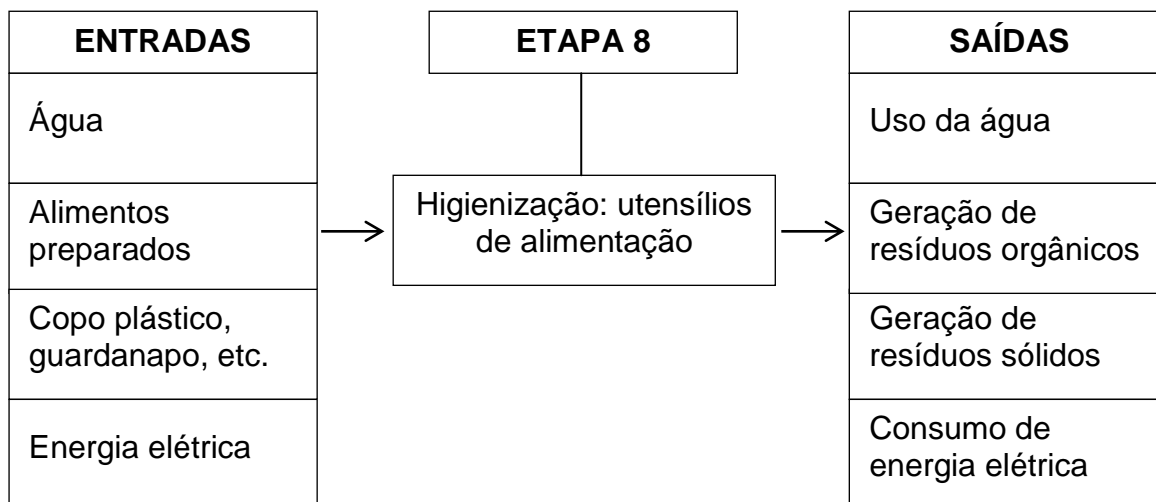 ENTRADAS
Água
Alimentos
preparados
Copo plástico,
guardanapo, etc.
Energia elétrica
ETAPA 8
Higienização: utensílios
de alimentação
SAÍDAS
Uso da água
Geração de
resíduos orgânicos
Geração de
resíduos sólidos
Consumo de
energia elétrica